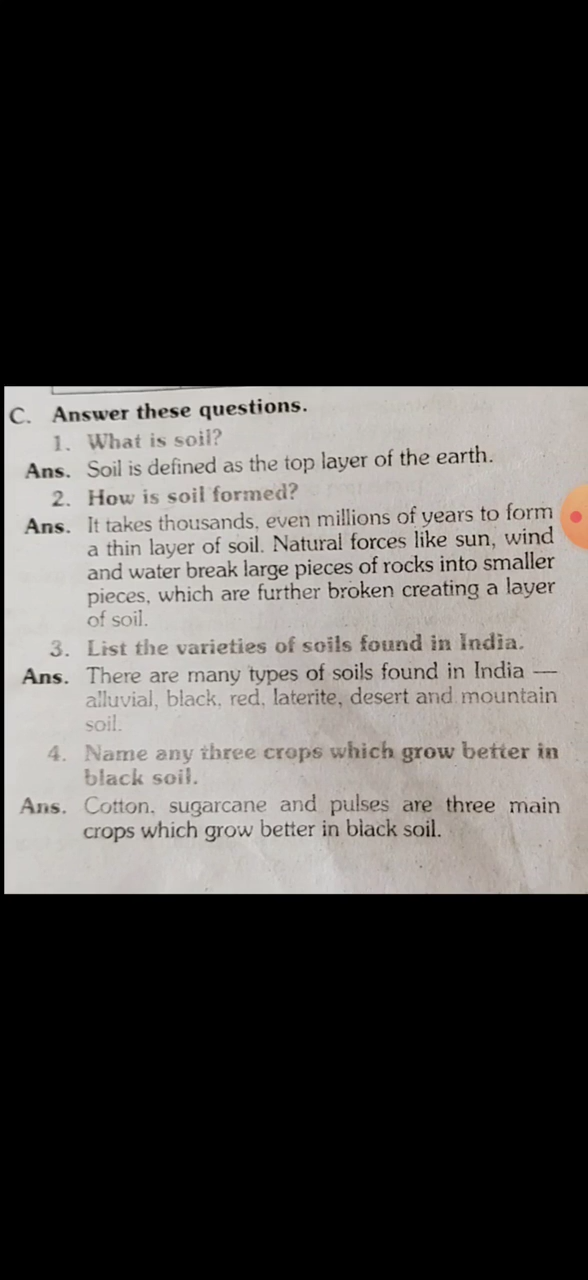 C. Answer these questions.
1. What is soil?
Ans. Soil is defined as the top layer of the earth.
2. How is soil formed?
Ans. It takes thousands, even millions of years to form
a thin layer of soil. Natural forces like sun, wind
and water break large pieces of rocks into smaller
pieces, which are further broken creating a layer
of soil.
3. List the varieties of soils found in India.
Ans. There are many types of soils found in India —
alluvial, black, red, laterite, desert and mountain
soil.
4. Name any three crops which grow better in
black soil.
Ans. Cotton, sugarcane and pulses are three main
crops which grow better in black soil.